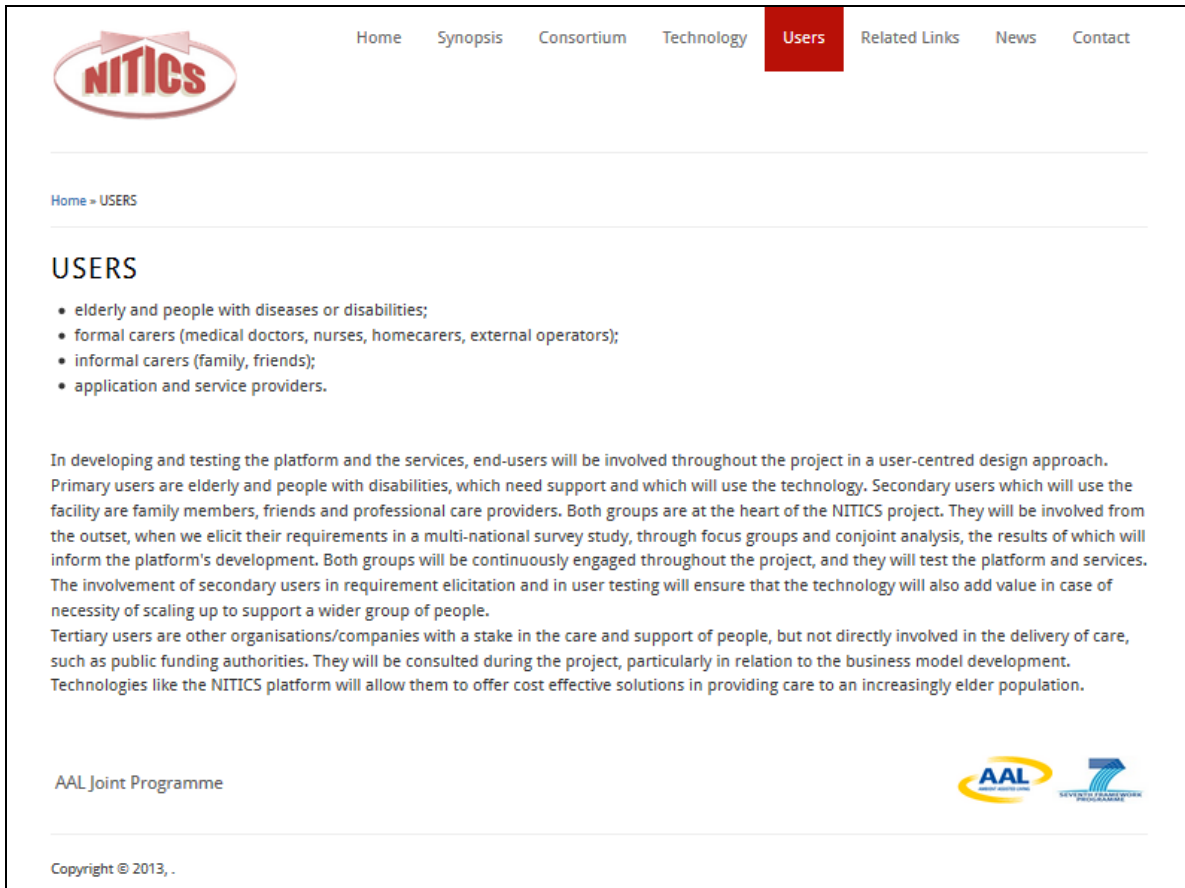 NITICS
Home Synopsis Consortium Technology Users Related Links News Contact
Home » USERS
USERS
• elderly and people with diseases or disabilities;
• formal carers (medical doctors, nurses, homecarers, external operators);
• informal carers (family, friends);
• application and service providers.
In developing and testing the platform and the services, end-users will be involved throughout the project in a user-centred design approach.
Primary users are elderly and people with disabilities, which need support and which will use the technology. Secondary users which will use the
facility are family members, friends and professional care providers. Both groups are at the heart of the NITICS project. They will be involved from
the outset, when we elicit their requirements in a multi-national survey study, through focus groups and conjoint analysis, the results of which will
inform the platform's development. Both groups will be continuously engaged throughout the project, and they will test the platform and services.
The involvement of secondary users in requirement elicitation and in user testing will ensure that the technology will also add value in case of
necessity of scaling up to support a wider group of people.
Tertiary users are other organisations/companies with a stake in the care and support of people, but not directly involved in the delivery of care,
such as public funding authorities. They will be consulted during the project, particularly in relation to the business model development.
Technologies like the NITICS platform will allow them to offer cost effective solutions in providing care to an increasingly elder population.
AAL Joint Programme
AAL
AMBIENT ASSISTED LIVING
SEVENTH FRAMEWORK
PROGRAMME
Copyright © 2013, .